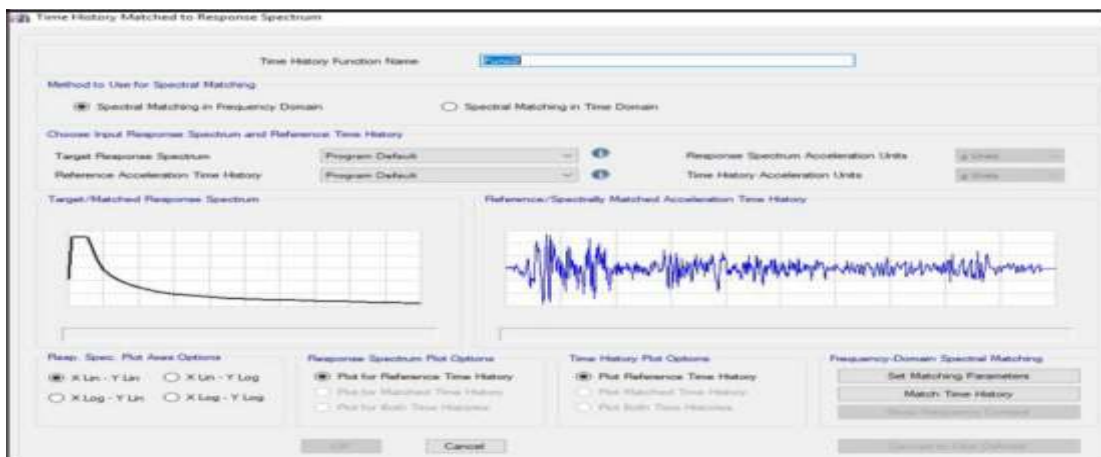 Time History Matched to Response Spectrum
Time History Function Name
Method to Use for Spectral Matching
Spectral Matching in Frequency Domain Spectral Matching in Time Domain
Choose Input Response Spectrum and Reference Time History
Target Response Spectrum Program Default Response Spectrum Acceleration Units g Units
Reference Acceleration Time History Program Default Time History Acceleration Units g Units
Target/Matched Response Spectrum Reference/Spectrally Matched Acceleration Time History
Resp. Spec. Plot Axes Options Response Spectrum Plot Options Time History Plot Options Frequency-Domain Spectral Matching
X Lin - Y Lin X Lin - Y Log Plot for Reference Time History Plot Reference Time History Set Matching Parameters
X Log - Y Lin X Log - Y Log Plot for Matched Time History Plot Matched Time History Match Time History
Plot for Both Time Histories Plot Both Time Histories
Cancel